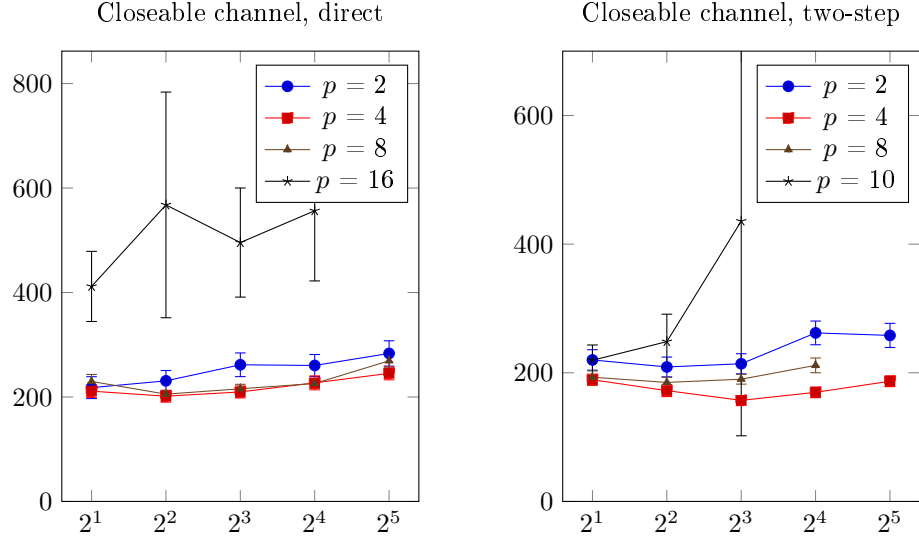 Closeable channel, direct
800
600
400
200
0
2^1 2^2 2^3 2^4 2^5
p = 2
p = 4
p = 8
p = 16
Closeable channel, two-step
600
400
200
0
2^1 2^2 2^3 2^4 2^5
p = 2
p = 4
p = 8
p = 10